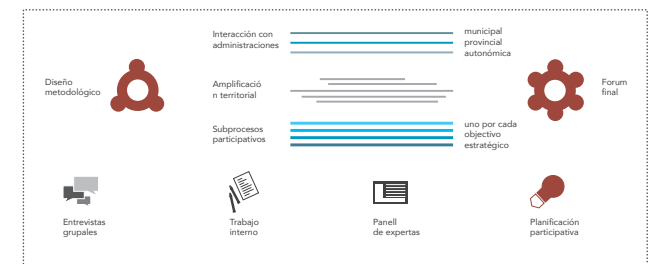 Interacción con
administraciones
municipal
provincial
autonómica
Diseño
metodológico
Amplificació
n territorial
Forum
final
Subprocesos
participativos
uno por cada
objectivo
estratégico
Entrevistas
grupales
Trabajo
interno
Panell
de expertas
Planificación
participativa